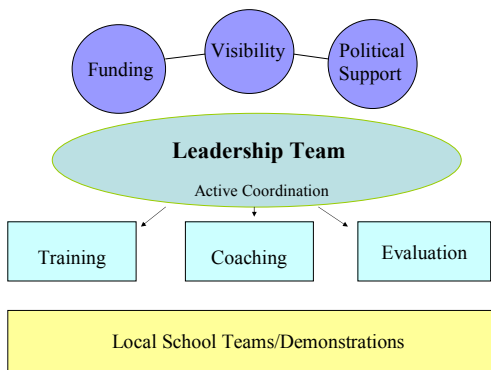 Funding
Visibility
Political
Support
Leadership Team
Active Coordination
Training
Coaching
Evaluation
Local School Teams/Demonstrations